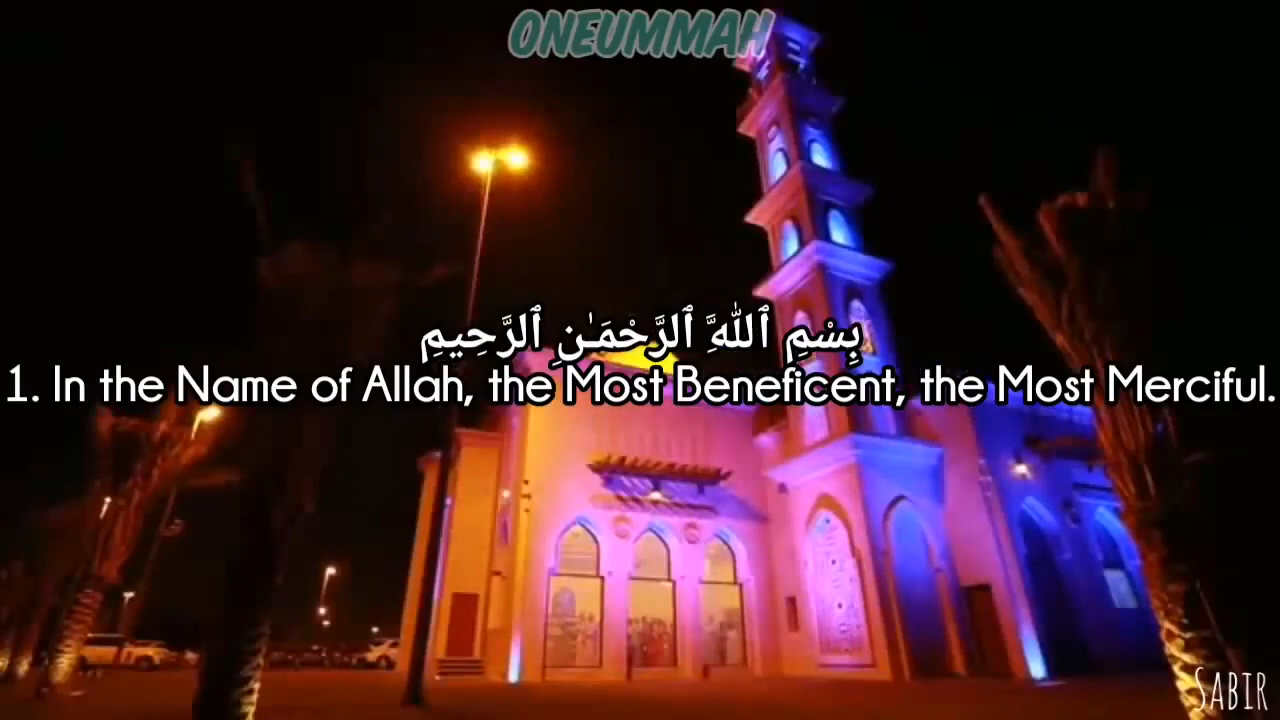 ONEUMMAH
بِسْمِ ٱللَّهِ ٱلرَّحْمَـٰنِ ٱلرَّحِيمِ
1. In the Name of Allah, the Most Beneficent, the Most Merciful.
SABIR